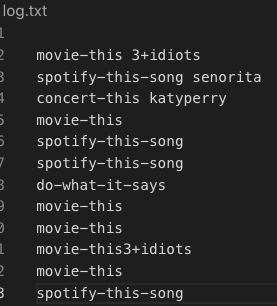 log.txt
1
2 movie-this 3+idiots
3 spotify-this-song senorita
4 concert-this katyperry
5 movie-this
6 spotify-this-song
7 spotify-this-song
8 do-what-it-says
9 movie-this
0 movie-this
1 movie-this3+idiots
2 movie-this
3 spotify-this-song